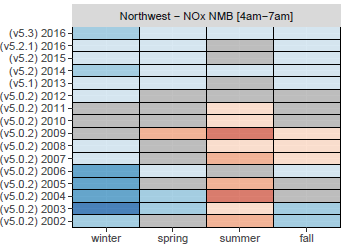 Northwest − NOx NMB [4am−7am]
(v5.3) 2016
(v5.2.1) 2016
(v5.2) 2015
(v5.02) 2014
(v5.1) 2013
(v5.0.2) 2012
(v5.0.2) 2011
(v5.0.2) 2010
(v5.0.2) 2009
(v5.0.2) 2008
(v5.0.2) 2007
(v5.0.2) 2006
(v5.0.2) 2005
(v5.0.2) 2004
(v5.0.2) 2003
(v5.0.2) 2002
winter spring summer fall